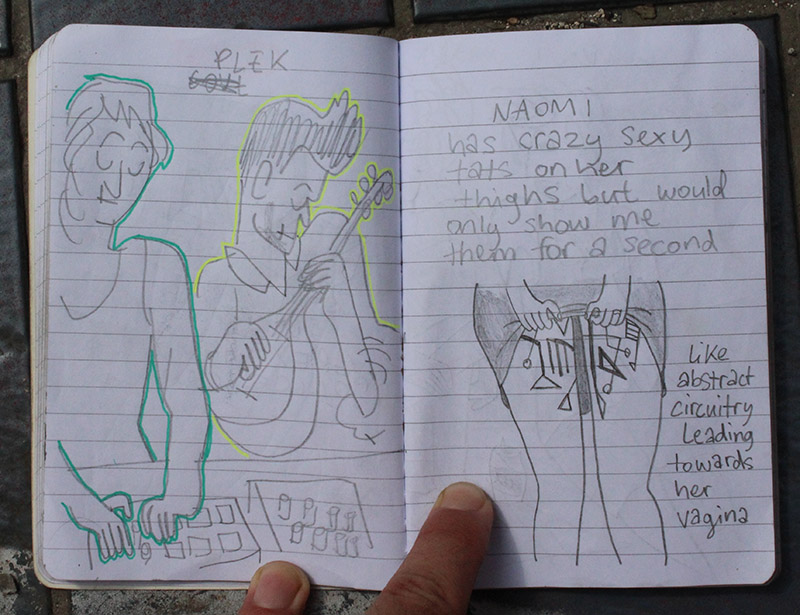 PLEK
NAOMI
has crazy sexy
tats on her
thighs but would
only show me
them for a second
like
abstract
circuitry
leading
towards
her
vagina